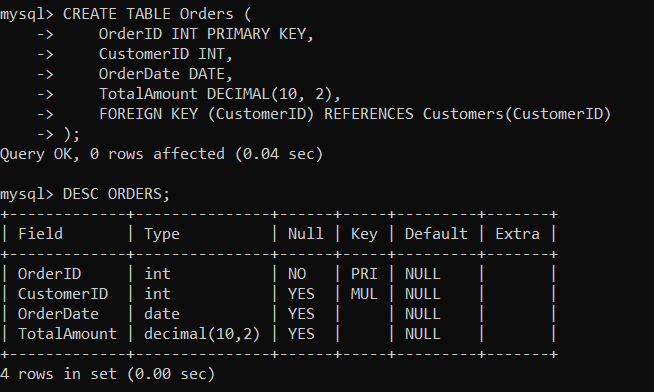 mysql> CREATE TABLE Orders (
    ->     OrderID INT PRIMARY KEY,
    ->     CustomerID INT,
    ->     OrderDate DATE,
    ->     TotalAmount DECIMAL(10, 2),
    ->     FOREIGN KEY (CustomerID) REFERENCES Customers(CustomerID)
    -> );
Query OK, 0 rows affected (0.04 sec)

mysql> DESC ORDERS;
+-------------+---------------+------+-----+---------+-------+
| Field       | Type          | Null | Key | Default | Extra |
+-------------+---------------+------+-----+---------+-------+
| OrderID     | int           | NO   | PRI | NULL    |       |
| CustomerID  | int           | YES  | MUL | NULL    |       |
| OrderDate   | date          | YES  |     | NULL    |       |
| TotalAmount | decimal(10,2) | YES  |     | NULL    |       |
+-------------+---------------+------+-----+---------+-------+
4 rows in set (0.00 sec)